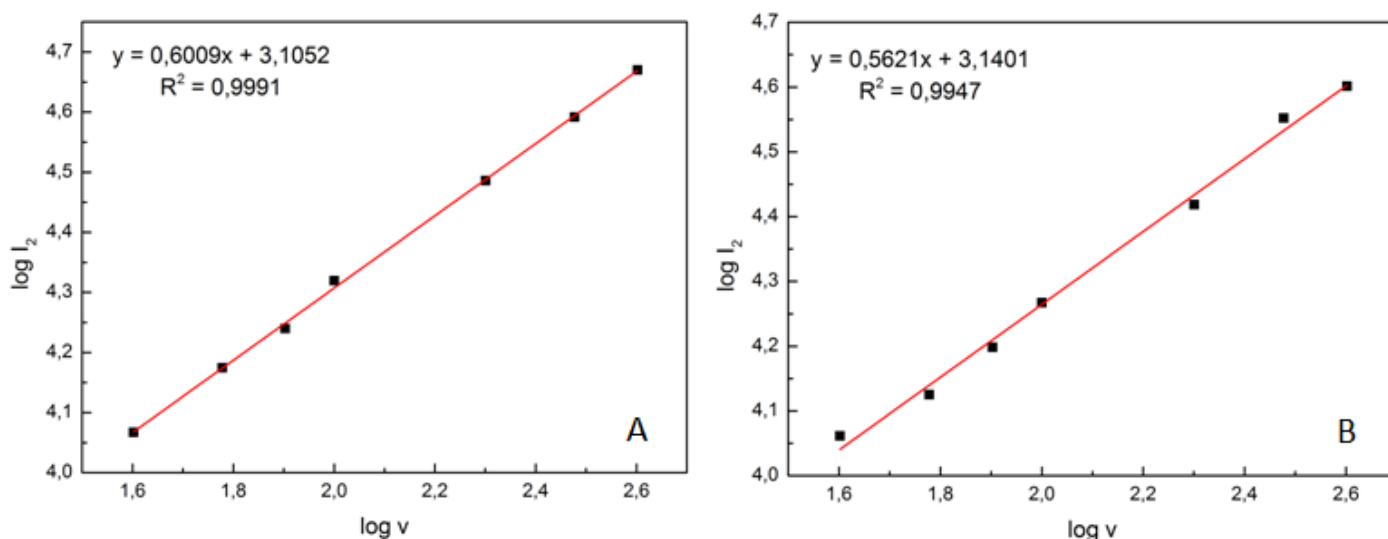 y = 0,6009x + 3,1052
R² = 0,9991
4,7
4,6
4,5
4,4
4,3
4,2
4,1
4,0
log I₂
1,6 1,8 2,0 2,2 2,4 2,6
log v
A
y = 0,5621x + 3,1401
R² = 0,9947
4,7
4,6
4,5
4,4
4,3
4,2
4,1
4,0
log I₂
1,6 1,8 2,0 2,2 2,4 2,6
log v
B